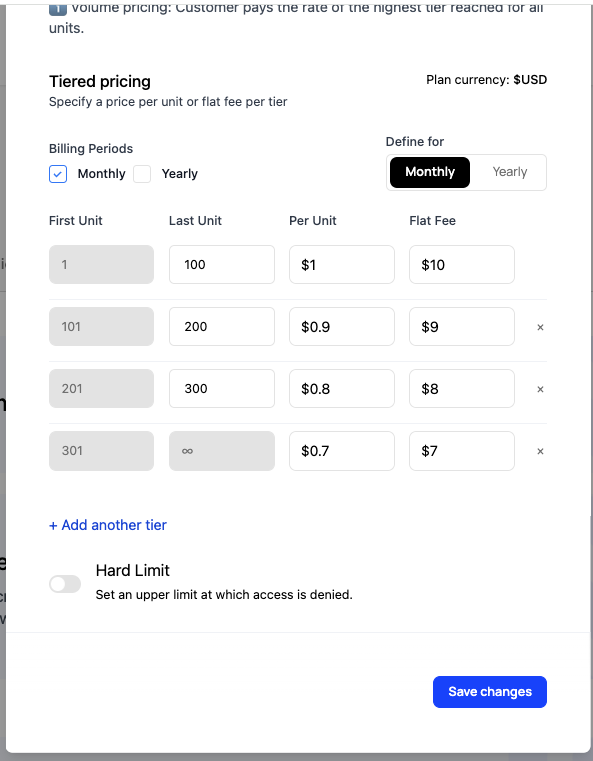 1 Volume pricing: Customer pays the rate of the highest tier reached for all
units.
Tiered pricing
Plan currency: $USD
Specify a price per unit or flat fee per tier
Billing Periods
Define for
Monthly Yearly
Monthly Yearly
First Unit Last Unit Per Unit Flat Fee
1 100 $1 $10
101 200 $0.9 $9 ×
201 300 $0.8 $8 ×
301 ∞ $0.7 $7 ×
+ Add another tier
Hard Limit
Set an upper limit at which access is denied.
Save changes